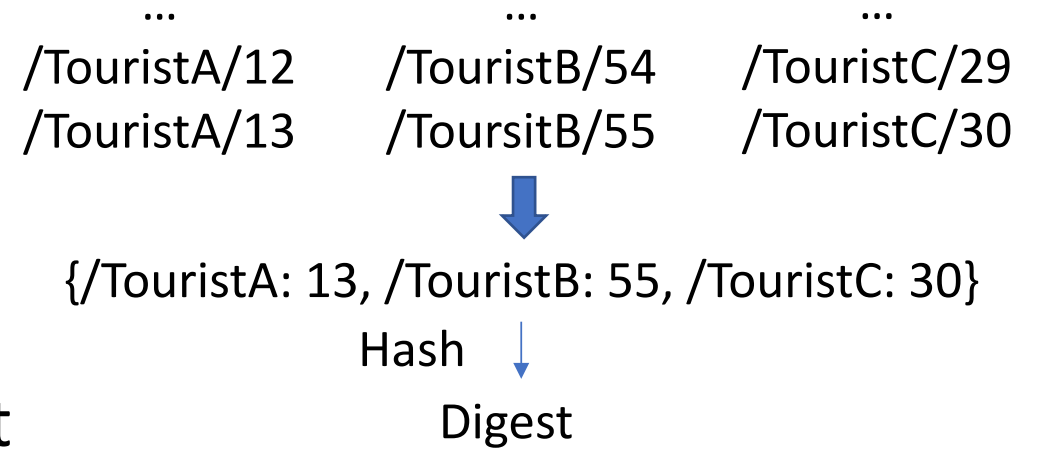 ... ... ...
/TouristA/12 /TouristB/54 /TouristC/29
/TouristA/13 /ToursitB/55 /TouristC/30
{/TouristA: 13, /TouristB: 55, /TouristC: 30}
Hash
t Digest